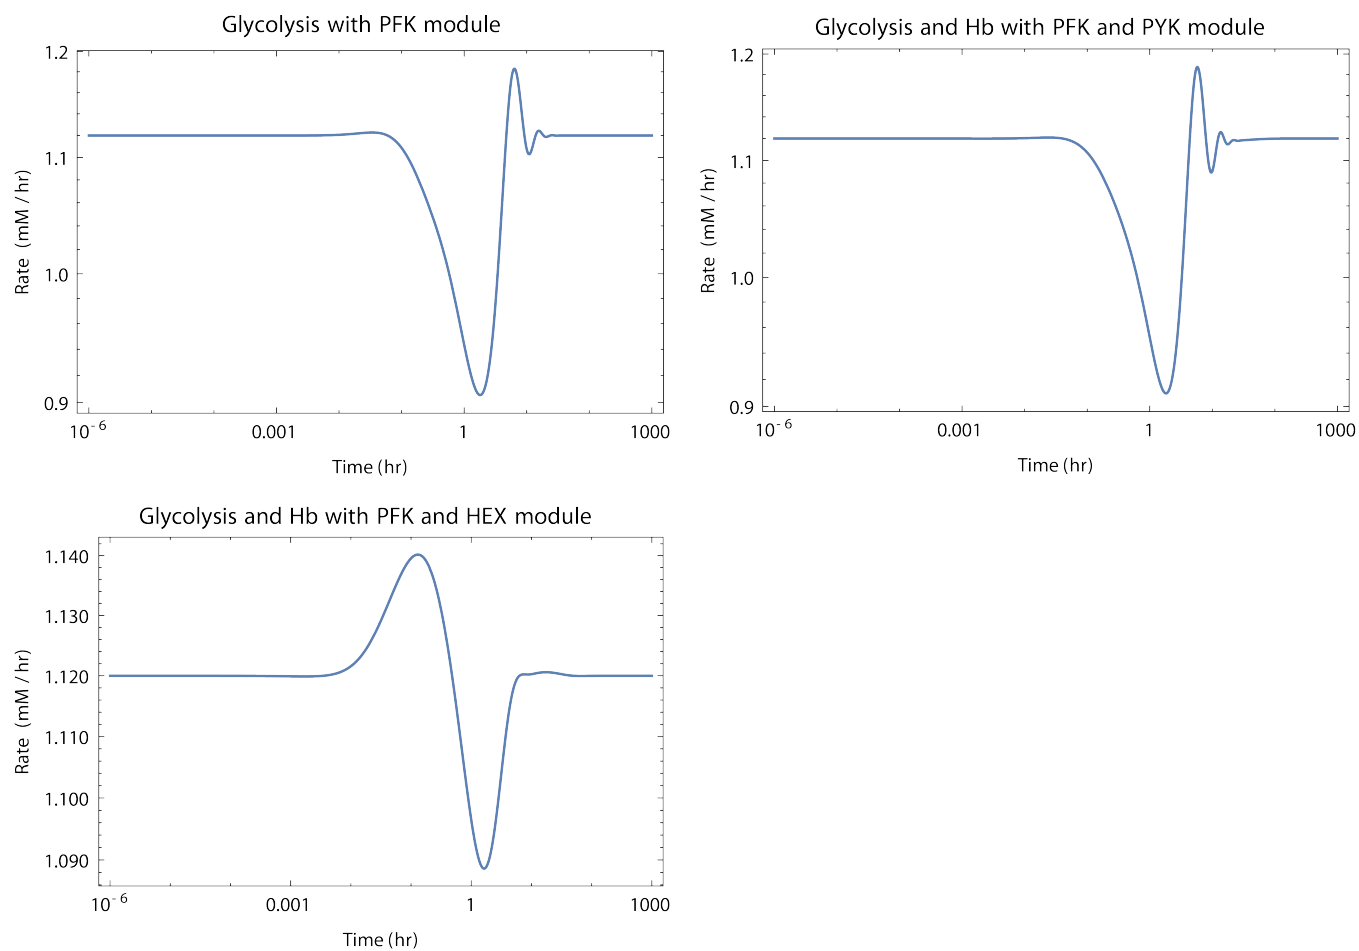 Glycolysis with PFK module
Rate (mM / hr)
1.2
1.1
1.0
0.9
10-6 0.001 1 1000
Time (hr)
Glycolysis and Hb with PFK and PYK module
Rate (mM / hr)
1.2
1.1
1.0
0.9
10-6 0.001 1 1000
Time (hr)
Glycolysis and Hb with PFK and HEX module
Rate (mM / hr)
1.140
1.130
1.120
1.110
1.100
1.090
10-6 0.001 1 1000
Time (hr)